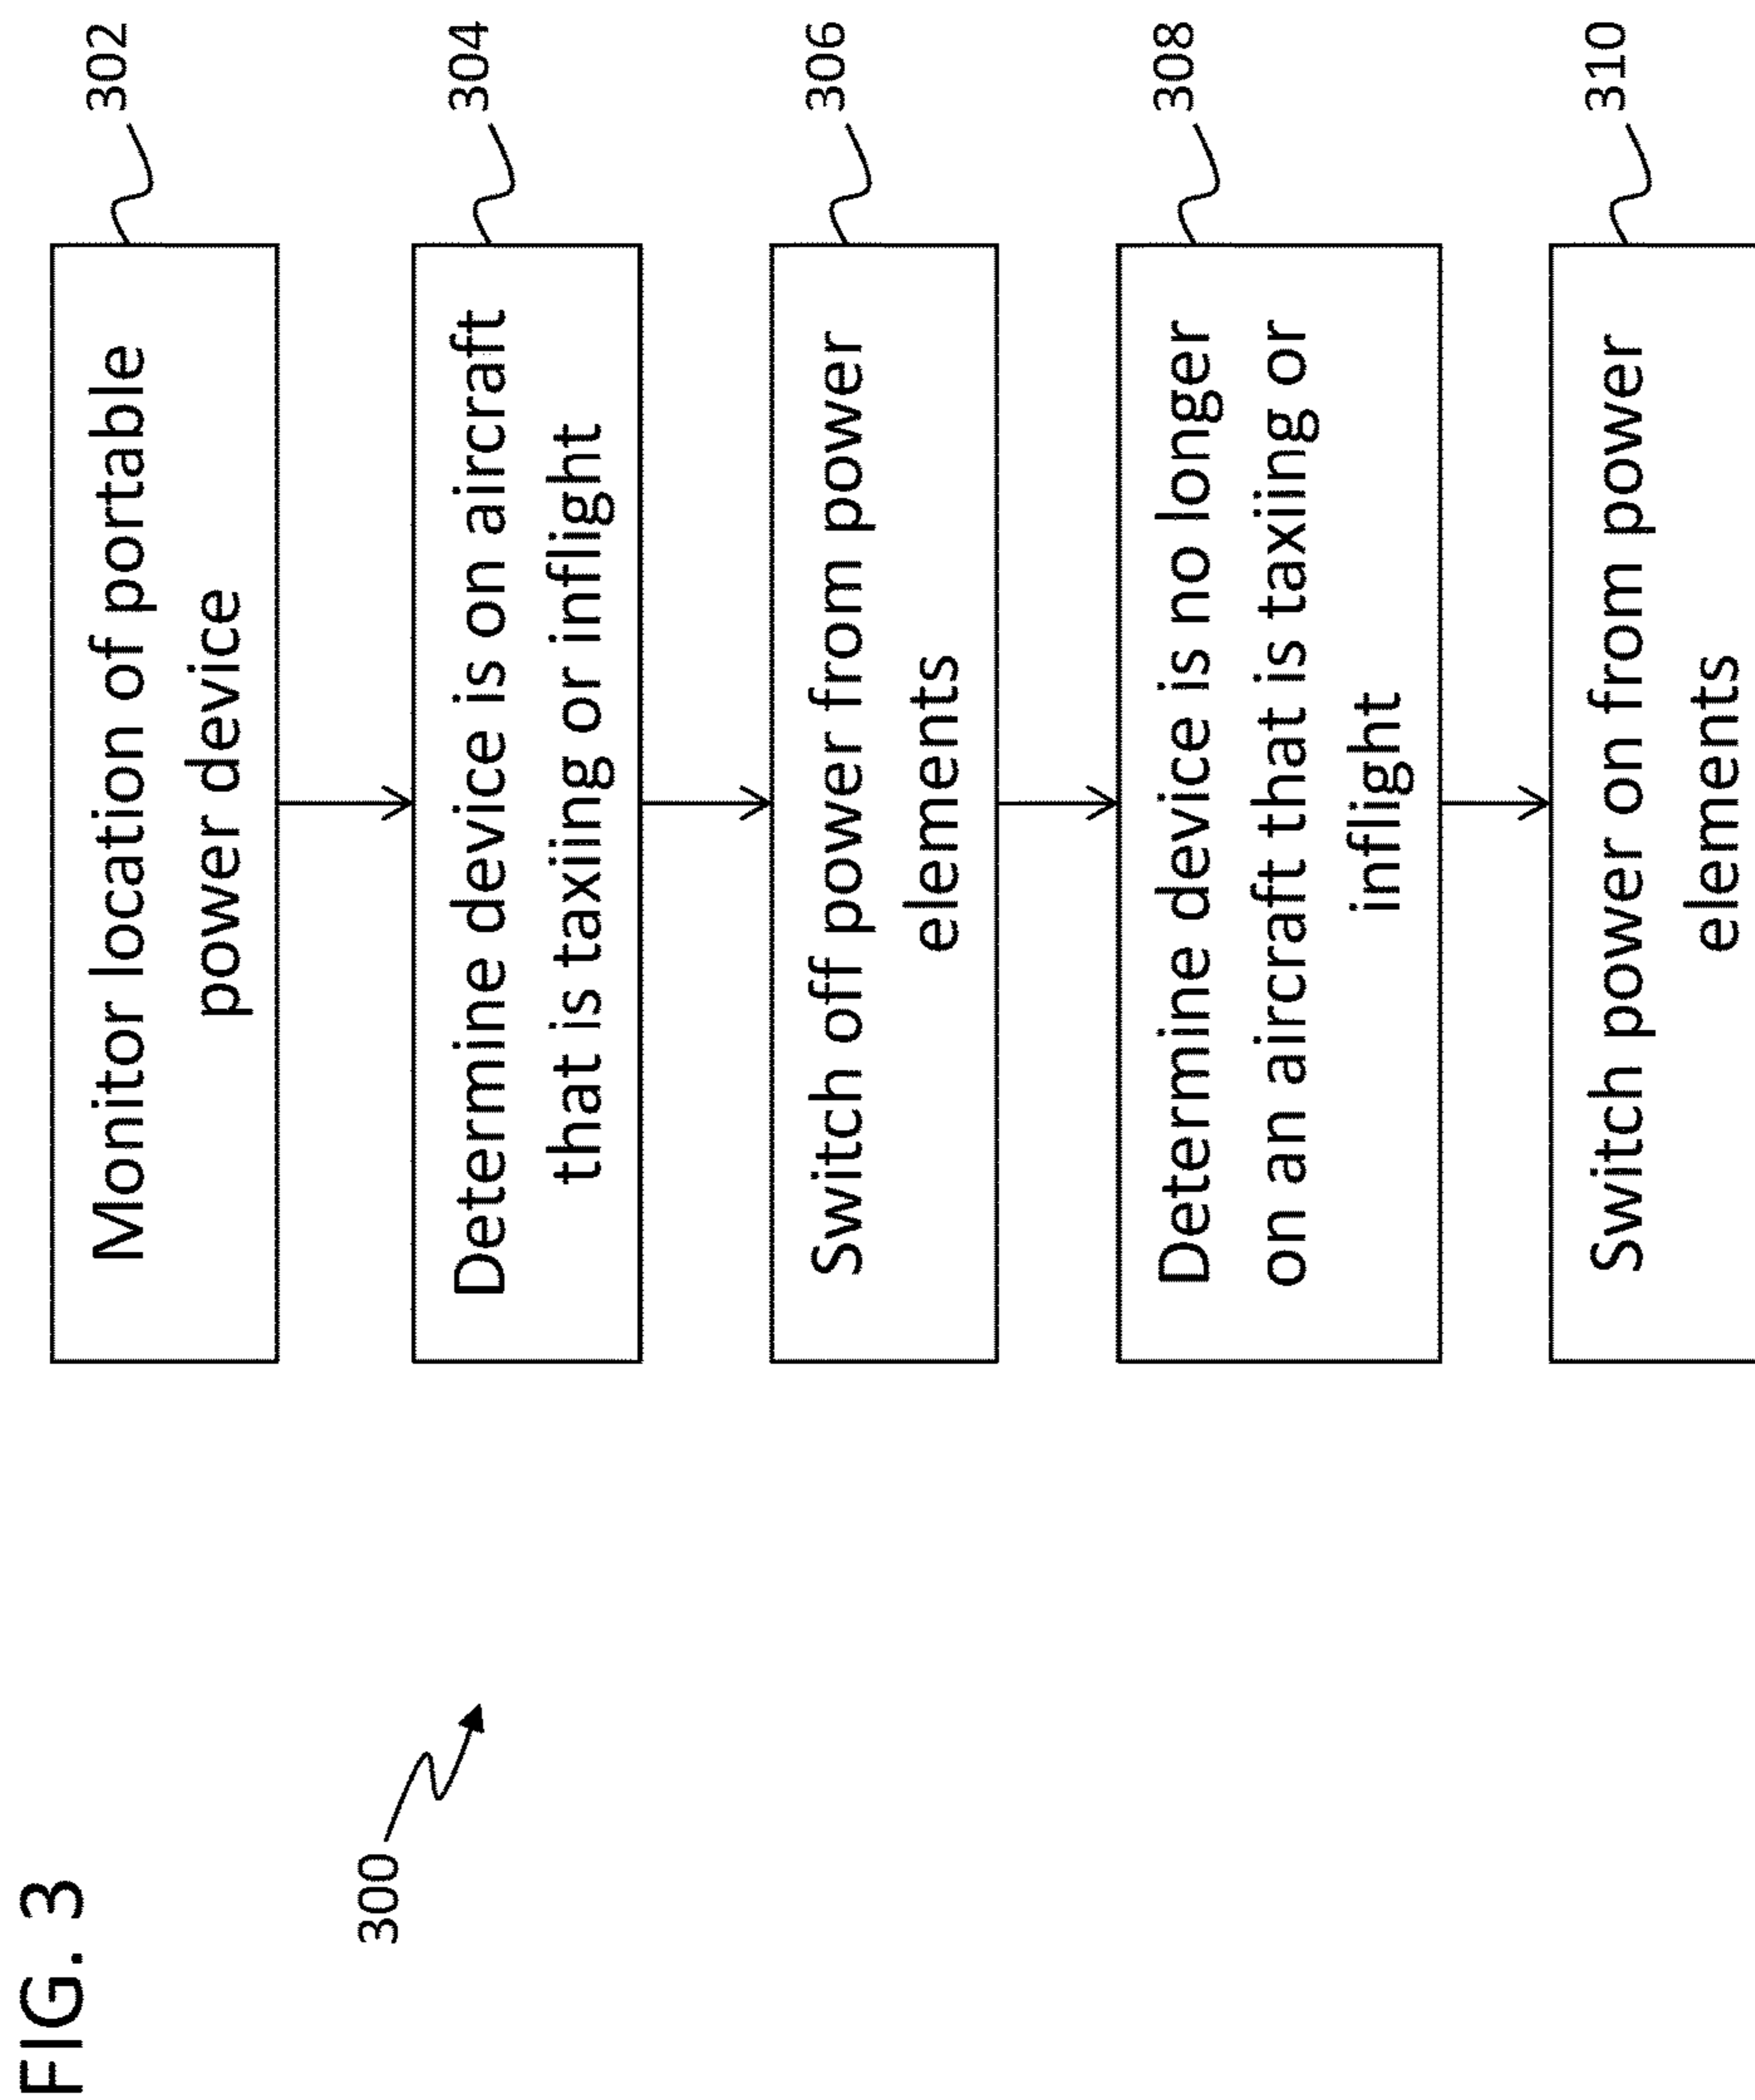 FIG. 3
300
Monitor location of portable
power device
302
Determine device is on aircraft
that is taxiing or inflight
304
Switch off power from power
elements
306
Determine device is no longer
on an aircraft that is taxiing or
inflight
308
Switch power on from power
elements
310